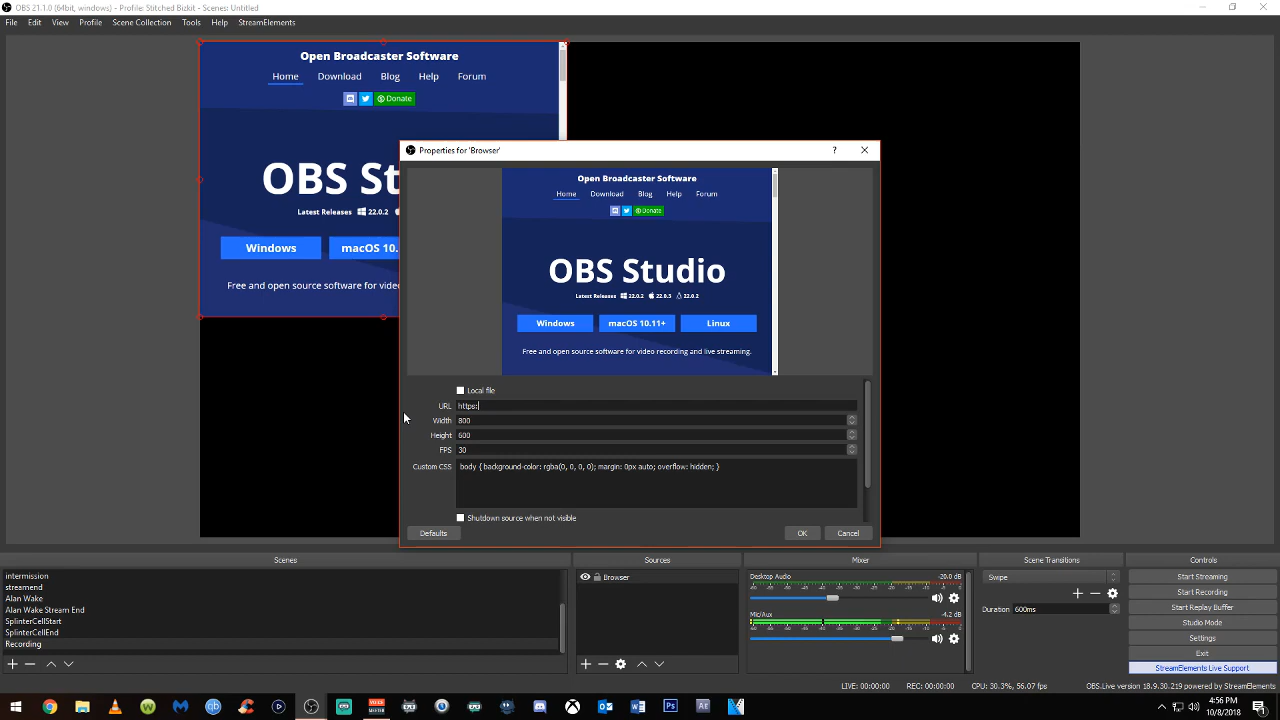 OBS 21.1.0 (64bit, windows) - Profile: Stitched Bizkit - Scenes: Untitled
File Edit View Profile Scene Collection Tools Help StreamElements
Open Broadcaster Software
Home Download Blog Help Forum
Donate
OBS St
Latest Releases 22.0.2
Windows macOS 10.
Free and open source software for vide
Properties for 'Browser'
?
Open Broadcaster Software
Home Download Blog Help Forum
Donate
OBS Studio
Latest Releases 22.0.2 22.0.5 22.0.2
Windows macOS 10.11+ Linux
Free and open source software for video recording and live streaming.
Local file
URL https:
Width 800
Height 600
FPS 30
Custom CSS body { background-color: rgba(0, 0, 0, 0); margin: 0px auto; overflow: hidden; }
Shutdown source when not visible
Defaults OK Cancel
Scenes
intermission
streamend
Alan Wake
Alan Wake Stream End
SplinterCellStart
SplinterCellEnd
Recording
Sources
Browser
Mixer
Desktop Audio -20.0 dB
Mic/Aux -4.2 dB
Scene Transitions
Swipe
Duration 600ms
Controls
Start Streaming
Start Recording
Start Replay Buffer
Studio Mode
Settings
Exit
StreamElements Live Support
LIVE: 00:00:00 REC: 00:00:00 CPU: 30.3%, 56.07 fps OBS.Live version 18.9.30.219 powered by StreamElements
VOICE MEETER
4:56 PM
10/8/2018